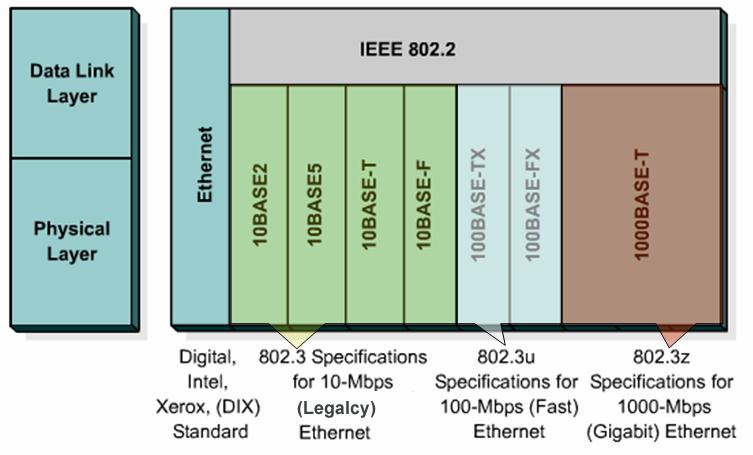 Data Link
Layer
Physical
Layer
IEEE 802.2
Ethernet
10BASE2
10BASE5
10BASE-T
10BASE-F
100BASE-TX
100BASE-FX
1000BASE-T
Digital,
Intel,
Xerox, (DIX)
Standard
802.3 Specifications
for 10-Mbps
(Legalcy)
Ethernet
802.3u
Specifications for
100-Mbps (Fast)
Ethernet
802.3z
Specifications for
1000-Mbps
(Gigabit) Ethernet